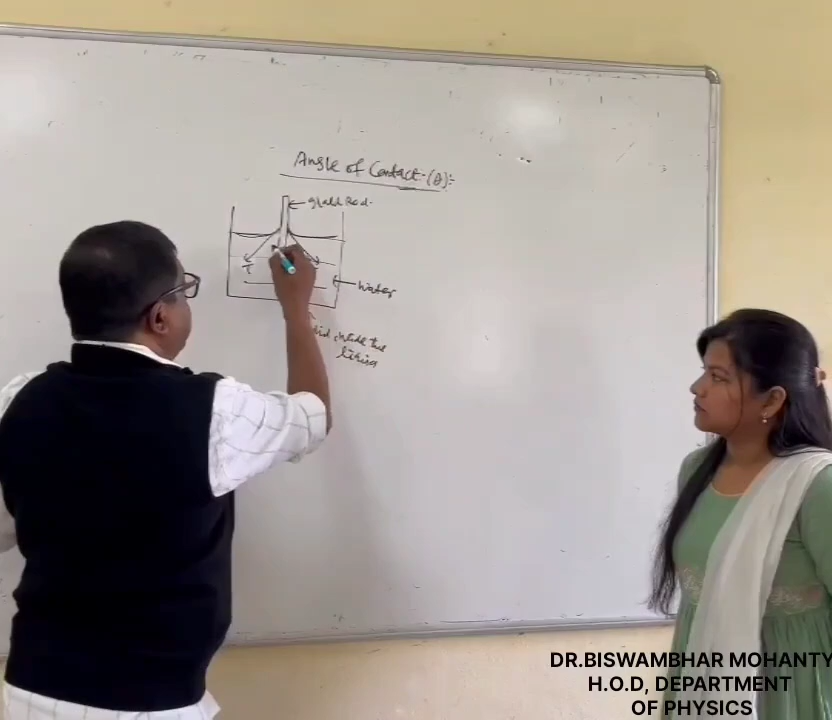 Angle of Contact-(θ):-
Glass Rod.
T
Water
inside the
liquid
DR.BISWAMBHAR MOHANTY
H.O.D, DEPARTMENT
OF PHYSICS